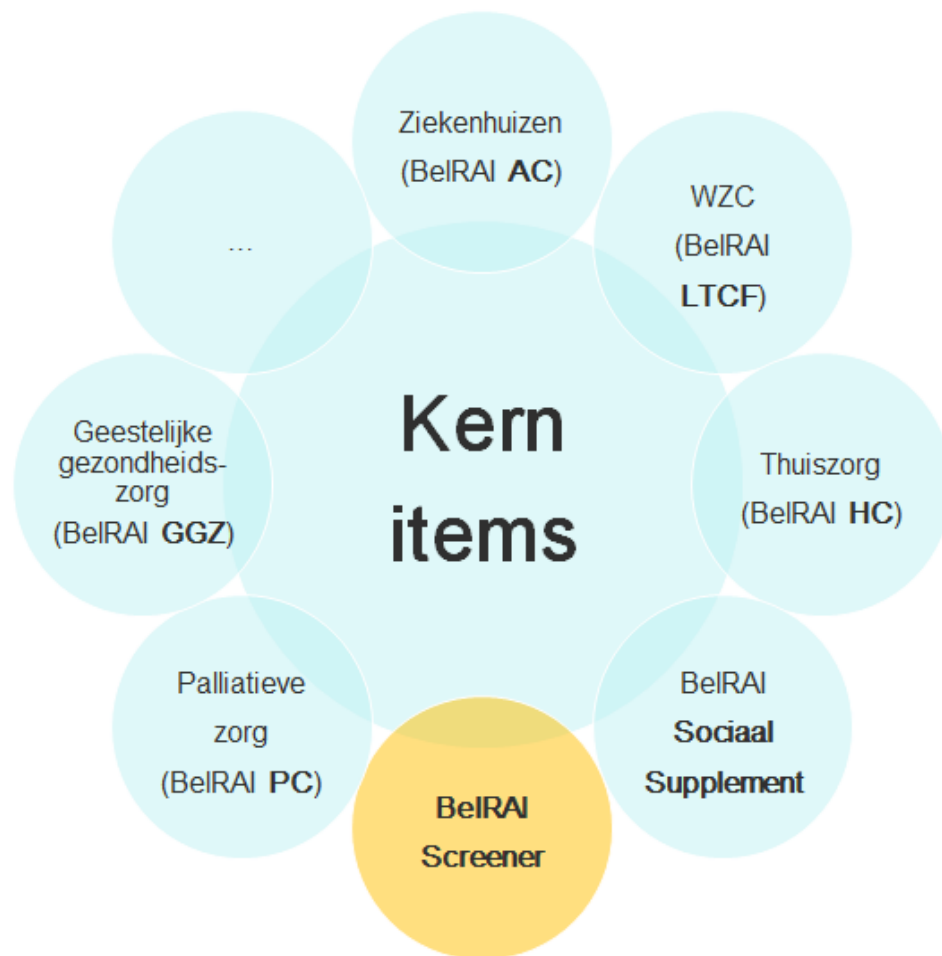 Ziekenhuizen
(BelRAI AC)
WZC
(BelRAI
LTCF)
Thuiszorg
(BelRAI HC)
BelRAI
Sociaal
Supplement
BelRAI
Screener
Palliatieve
zorg
(BelRAI PC)
Geestelijke
gezondheids-
zorg
(BelRAI GGZ)
...
Kern
items